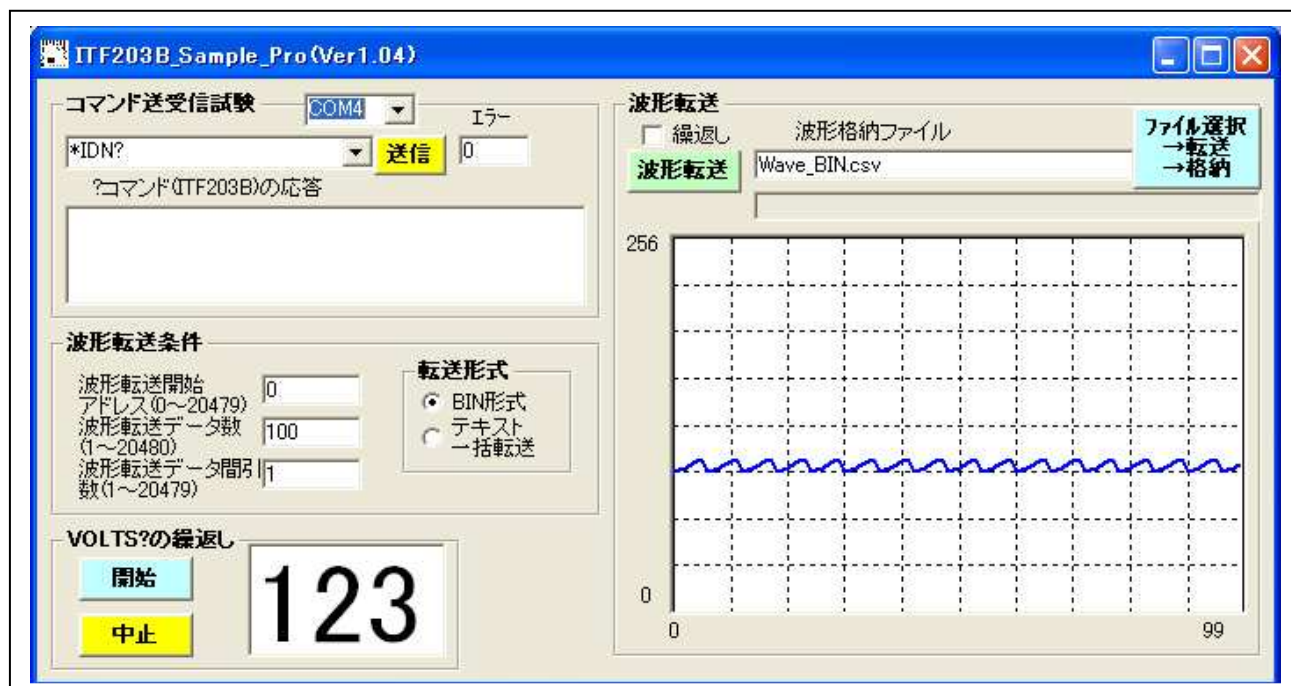 ITF203B_Sample_Pro(Ver1.04)
コマンド送受信試験
COM4
エラー
*IDN?
送信
0
?コマンド(ITF203B)の応答
波形転送条件
波形転送開始
アドレス(0～20479)
0
波形転送データ数
(1～20480)
100
波形転送データ間引
数(1～20479)
1
転送形式
BIN形式
テキスト
一括転送
VOLTS?の繰返し
開始
中止
123
波形転送
繰返し
波形格納ファイル
波形転送
Wave_BIN.csv
ファイル選択
→転送
→格納
256
0
0
99